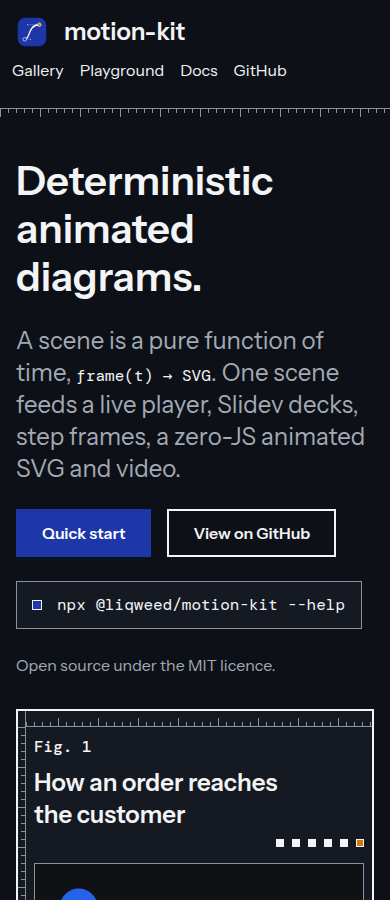 motion-kit
Gallery Playground Docs GitHub
Deterministic
animated
diagrams.
A scene is a pure function of
time, frame(t) → SVG. One scene
feeds a live player, Slidev decks,
step frames, a zero-JS animated
SVG and video.
Quick start View on GitHub
npx @liqweed/motion-kit --help
Open source under the MIT licence.
Fig. 1
How an order reaches
the customer